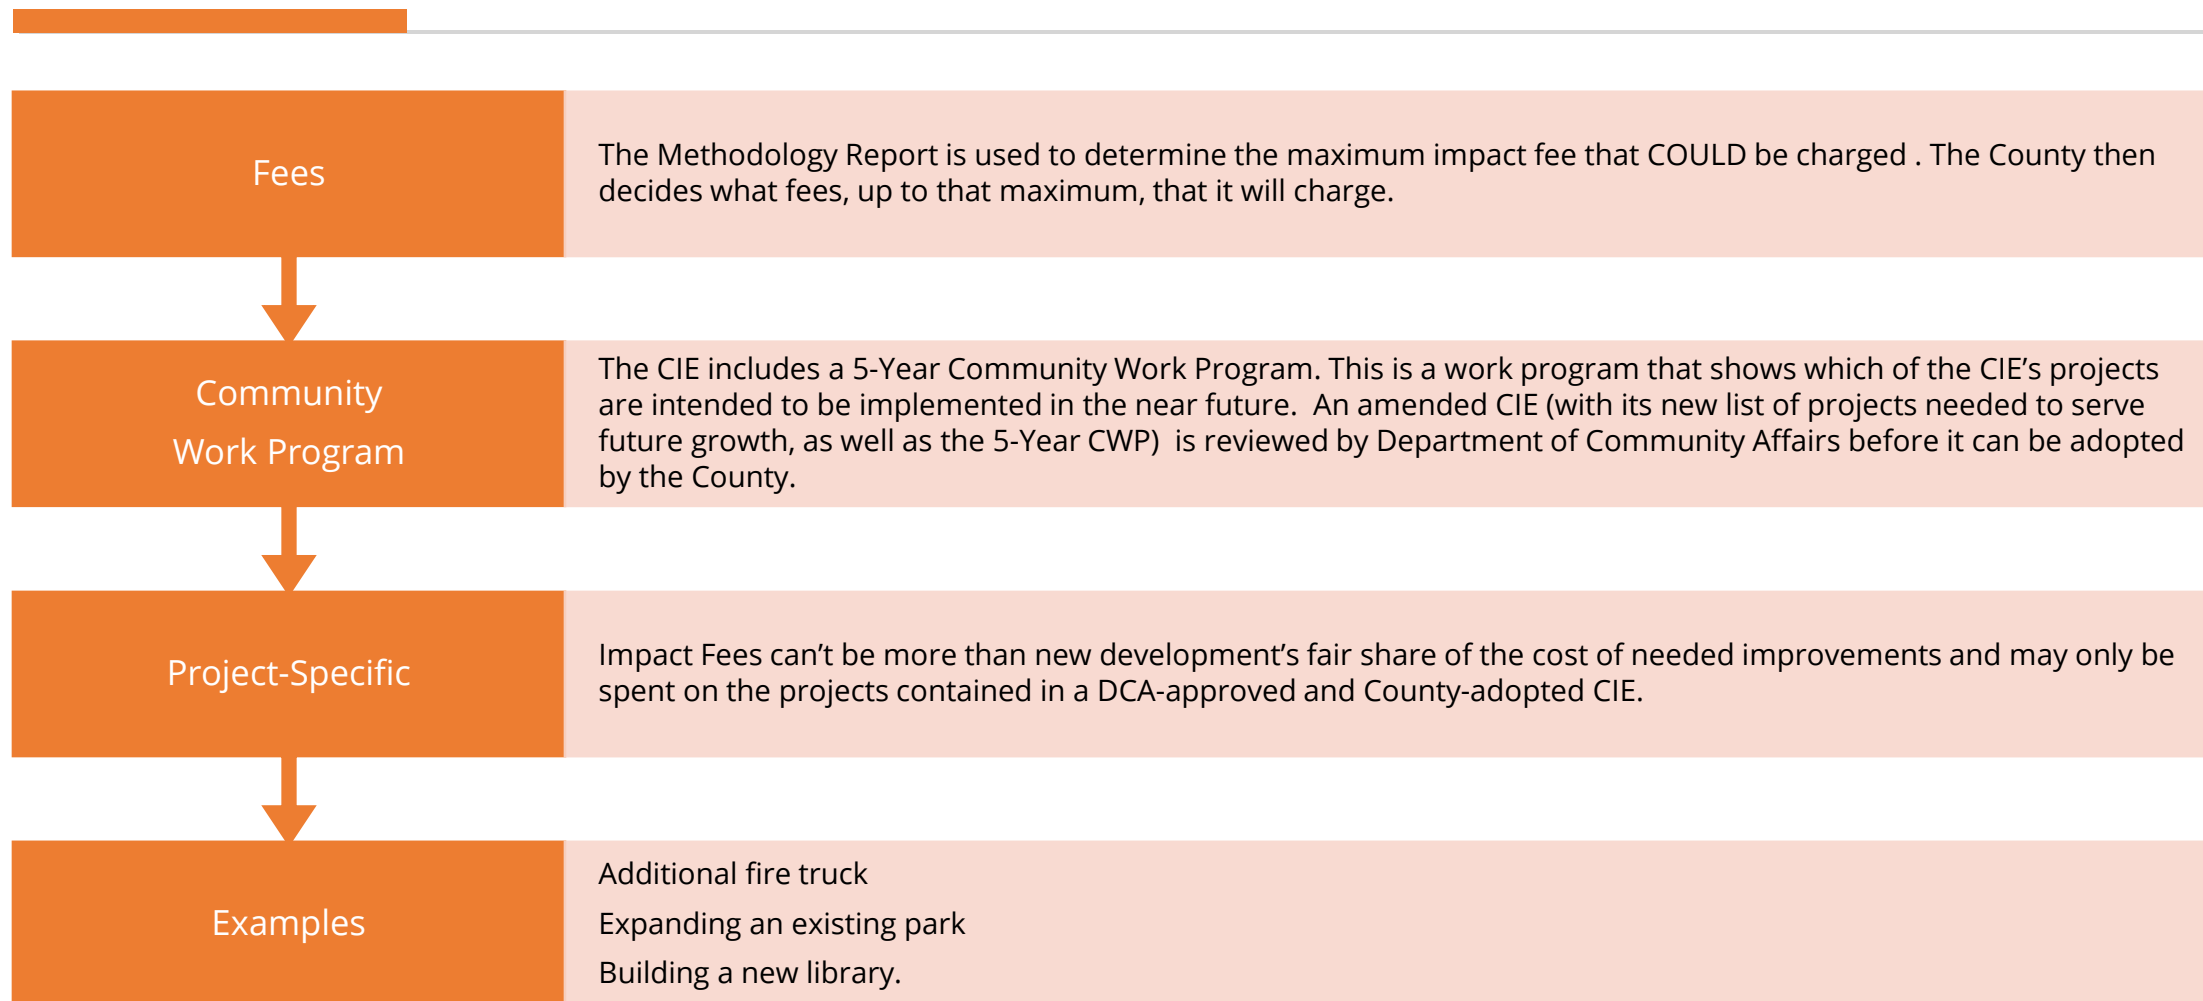 Fees
The Methodology Report is used to determine the maximum impact fee that COULD be charged . The County then
decides what fees, up to that maximum, that it will charge.
Community
Work Program
The CIE includes a 5-Year Community Work Program. This is a work program that shows which of the CIE’s projects
are intended to be implemented in the near future.  An amended CIE (with its new list of projects needed to serve
future growth, as well as the 5-Year CWP)  is reviewed by Department of Community Affairs before it can be adopted
by the County.
Project-Specific
Impact Fees can’t be more than new development’s fair share of the cost of needed improvements and may only be
spent on the projects contained in a DCA-approved and County-adopted CIE.
Examples
Additional fire truck
Expanding an existing park
Building a new library.